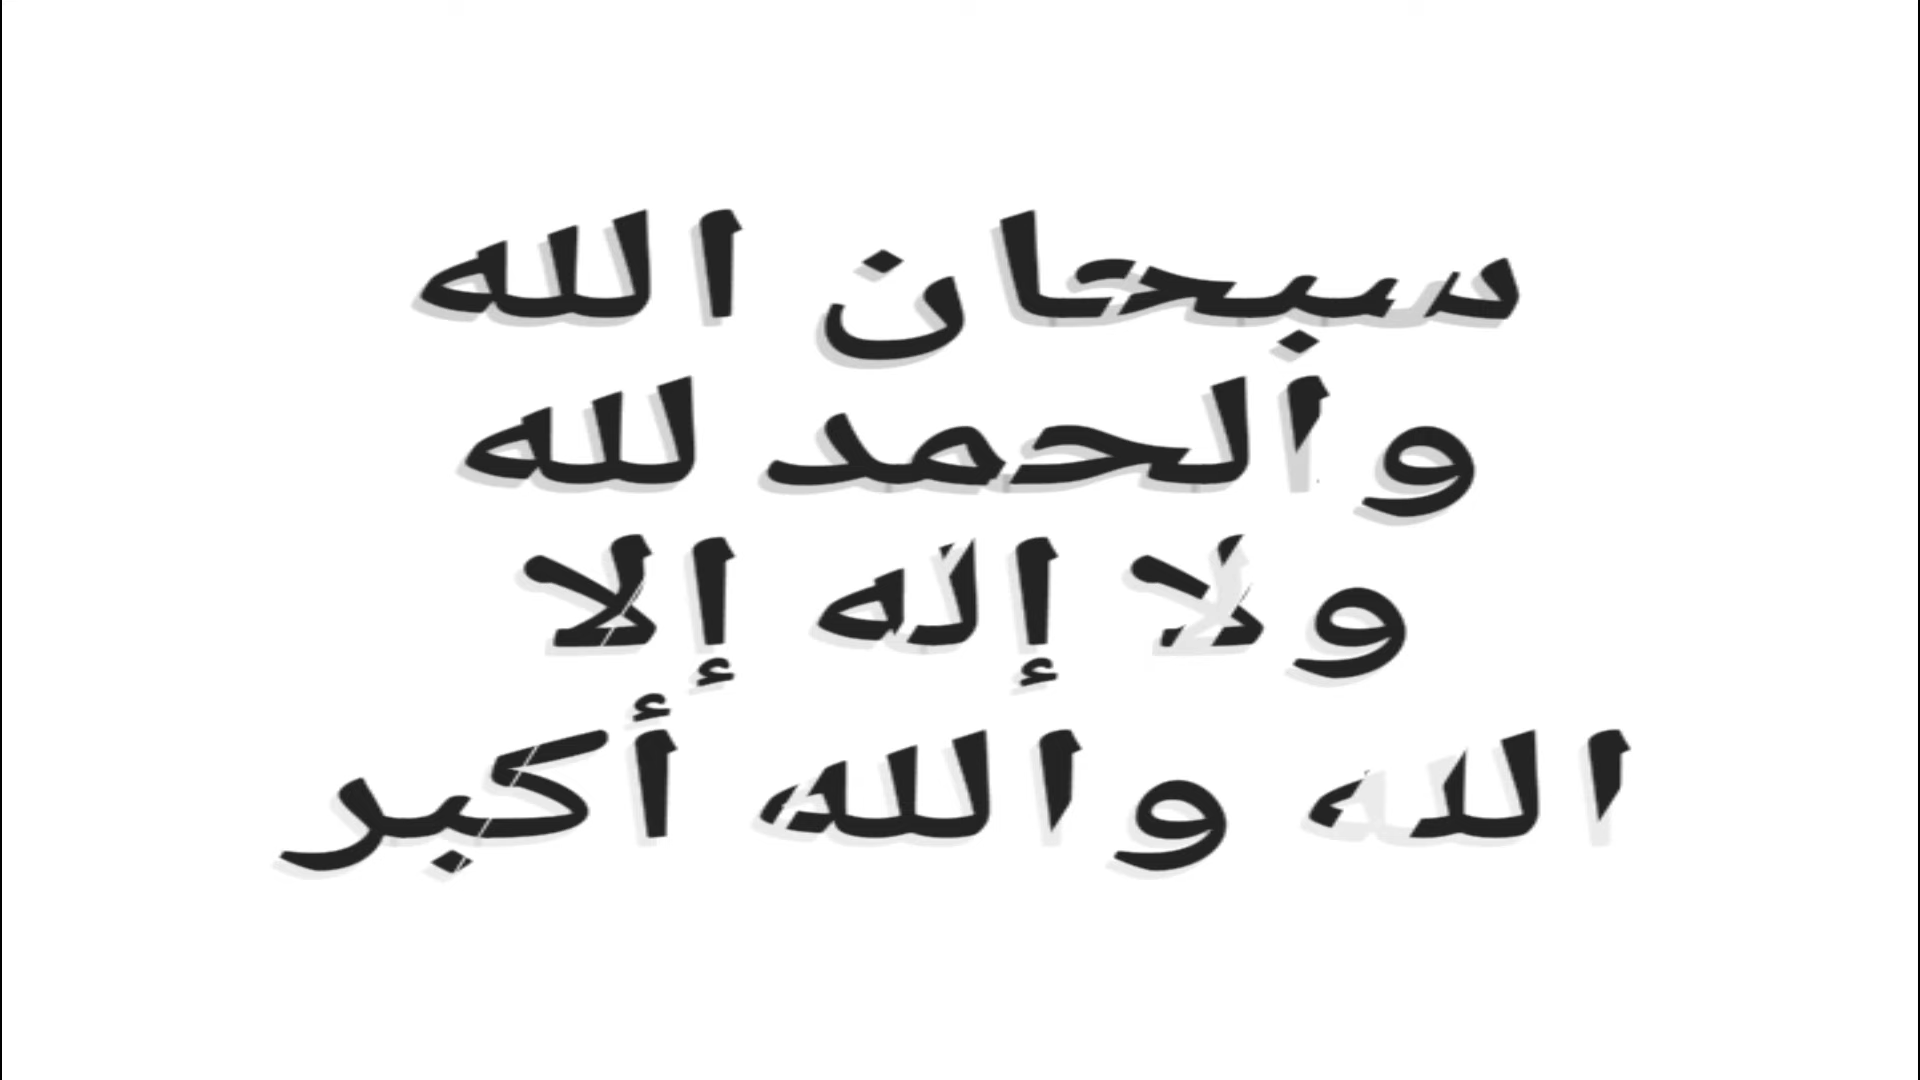 سبحان الله
والحمد لله
ولا إله إلا
الله والله أكبر